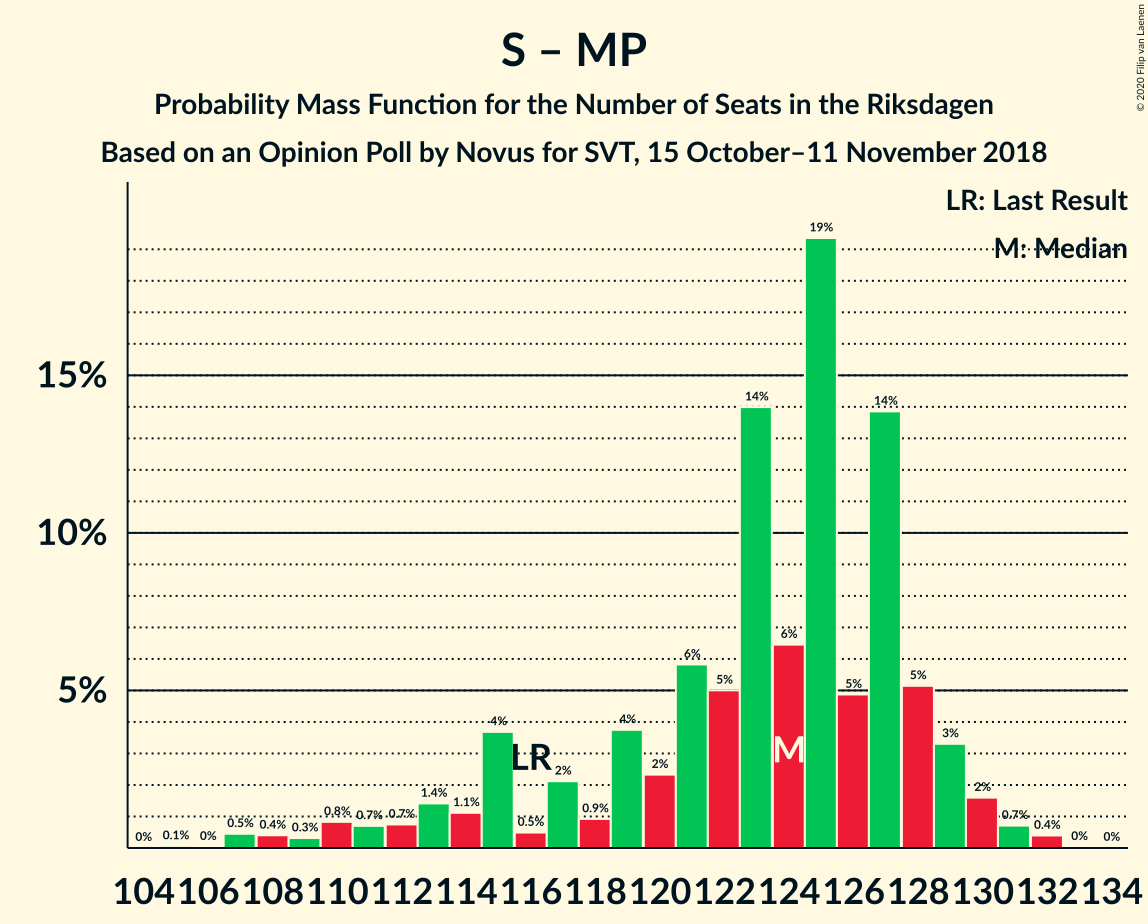 S – MP
Probability Mass Function for the Number of Seats in the Riksdagen
Based on an Opinion Poll by Novus for SVT, 15 October–11 November 2018
© 2020 Filip van Laenen
LR: Last Result
M: Median
15%
10%
5%
0% 0.1% 0% 0.5% 0.4% 0.3% 0.8% 0.7% 0.7% 1.4% 1.1% 4% 0.5% 2% 0.9% 4% 2% 6% 5% 14% 6% 19% 5% 14% 5% 3% 2% 0.7% 0.4% 0% 0%
LR
M
104 106 108 110 112 114 116 118 120 122 124 126 128 130 132 134